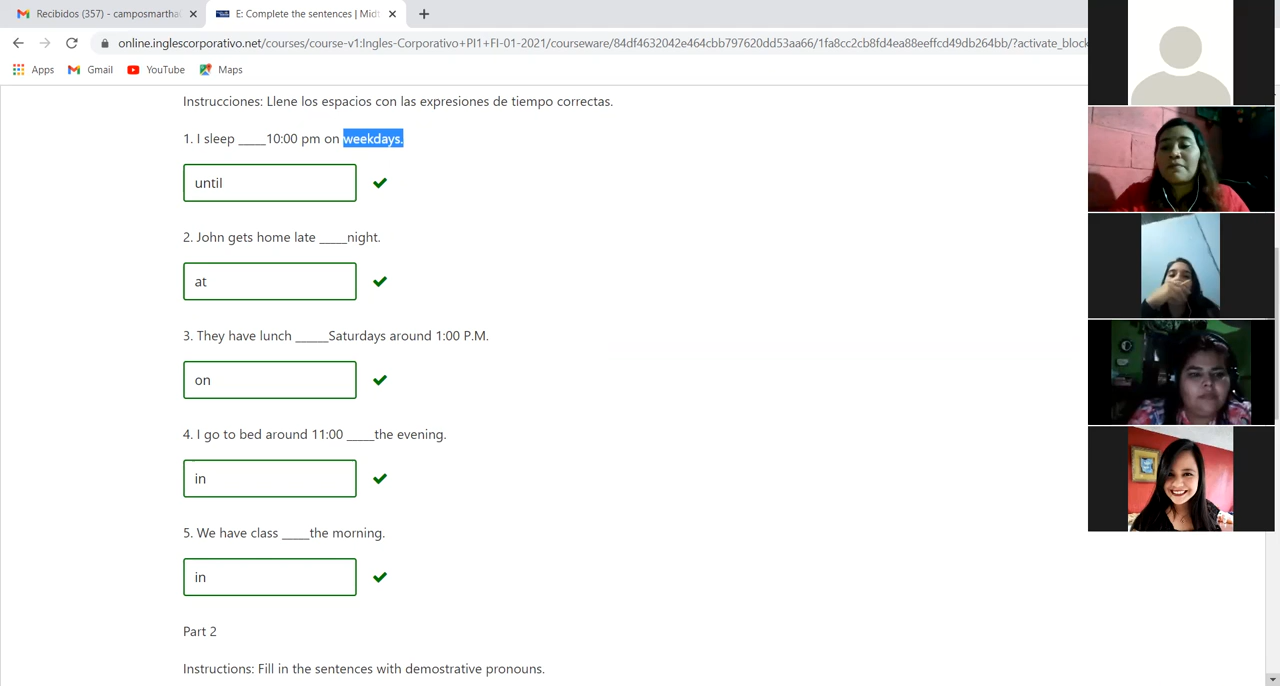 Recibidos (357) - camposmartha
E: Complete the sentences | Midt
online.inglescorporativo.net/courses/course-v1:Ingles-Corporativo+PI1+FI-01-2021/courseware/84df4632042e464cbb797620dd53aa66/1fa8cc2cb8fd4ea88eeffcd49db264bb/?activate_block
Apps Gmail YouTube Maps
Instrucciones: Llene los espacios con las expresiones de tiempo correctas.
1. I sleep _____10:00 pm on weekdays.
until
2. John gets home late _____night.
at
3. They have lunch ______Saturdays around 1:00 P.M.
on
4. I go to bed around 11:00 _____the evening.
in
5. We have class _____the morning.
in
Part 2
Instructions: Fill in the sentences with demostrative pronouns.